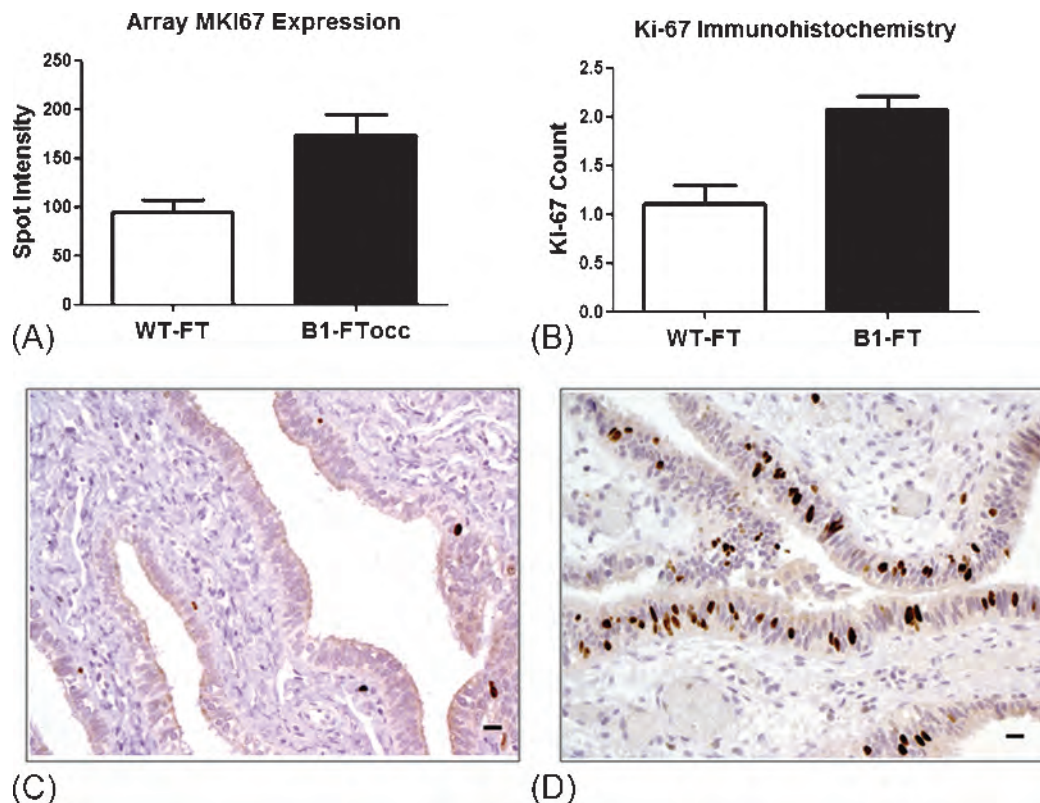 Array MKI67 Expression
Spot Intensity
250
200
150
100
50
0
WT-FT
B1-FTocc
(A)
Ki-67 Immunohistochemistry
Ki-67 Count
2.5
2.0
1.5
1.0
0.5
0.0
WT-FT
B1-FT
(B)
(C)
(D)